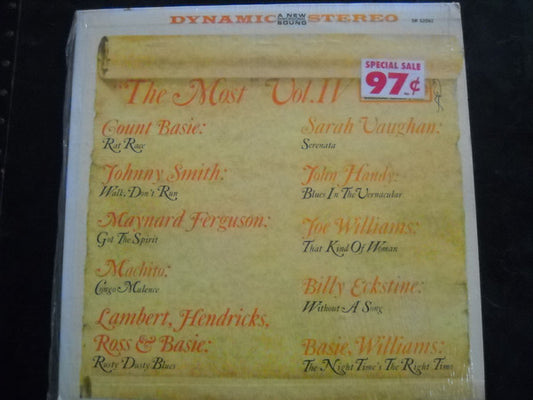 DYNAMIC A NEW SOUND STEREO
SR 52062
SPECIAL SALE
97¢
"The Most" Vol. IV
Count Basie:
Rat Race
Johnny Smith:
Walk, Don't Run
Maynard Ferguson:
Got The Spirit
Machito:
Congo Mulence
Lambert, Hendricks,
Ross & Basie:
Rusty Dusty Blues
Sarah Vaughan:
Serenata
John Handy:
Blues In The Vernacular
Joe Williams:
That Kind Of Woman
Billy Eckstine:
Without A Song
Basie, Williams:
The Night Time's The Right Time